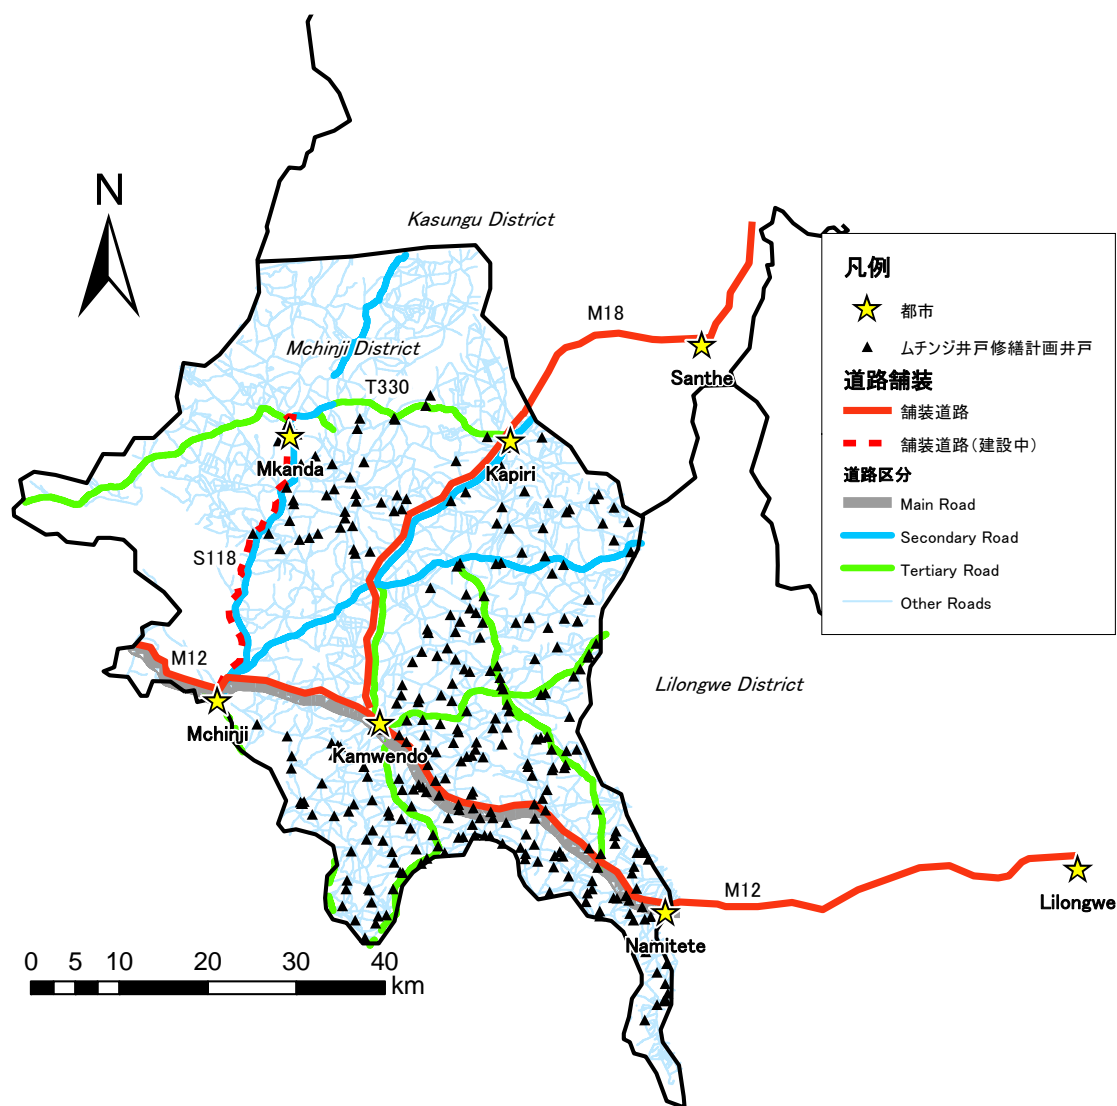 N
Kasungu District
M18
Santhe
Mchinji District
T330
Mkanda
Kapiri
S118
M12
Mchinji
Kamwendo
Lilongwe District
M12
Namitete
Lilongwe
0 5 10 20 30 40
km
凡例
都市
ムチンジ井戸修繕計画井戸
道路舗装
舗装道路
舗装道路(建設中)
道路区分
Main Road
Secondary Road
Tertiary Road
Other Roads